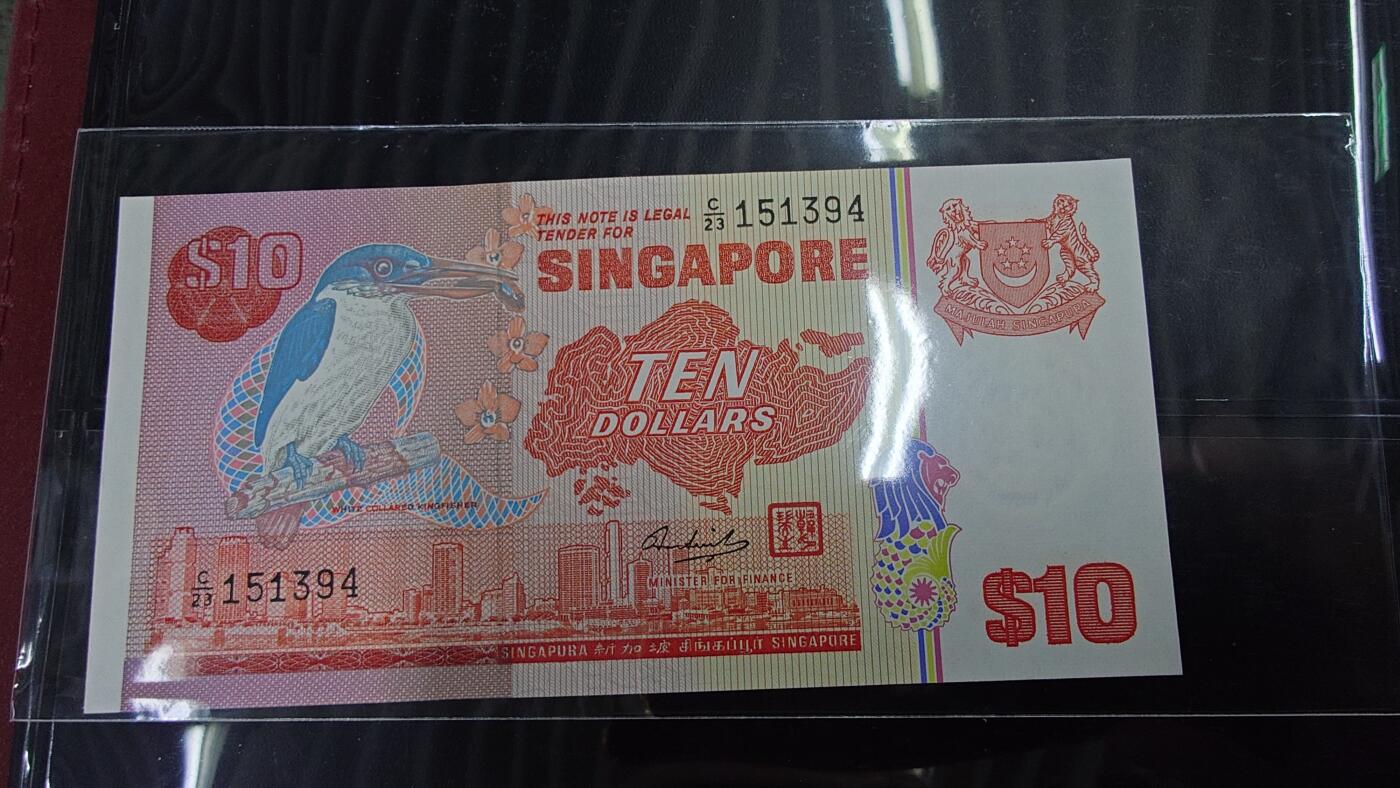 $10
THIS NOTE IS LEGAL
TENDER FOR
C/23 151394
SINGAPORE
MAJULAH SINGAPURA
TEN
DOLLARS
WHITE COLLARED KINGFISHER
C/23 151394
MINISTER FOR FINANCE
SINGAPURA 新加坡 சிங்கப்பூர் SINGAPORE
$10